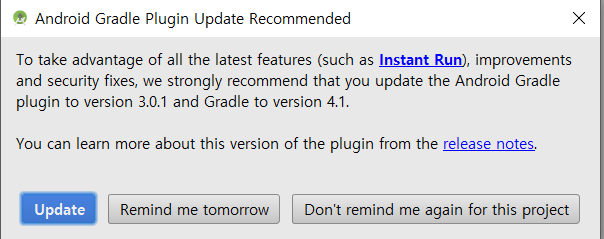 Android Gradle Plugin Update Recommended
To take advantage of all the latest features (such as Instant Run), improvements
and security fixes, we strongly recommend that you update the Android Gradle
plugin to version 3.0.1 and Gradle to version 4.1.
You can learn more about this version of the plugin from the release notes.
Update Remind me tomorrow Don't remind me again for this project